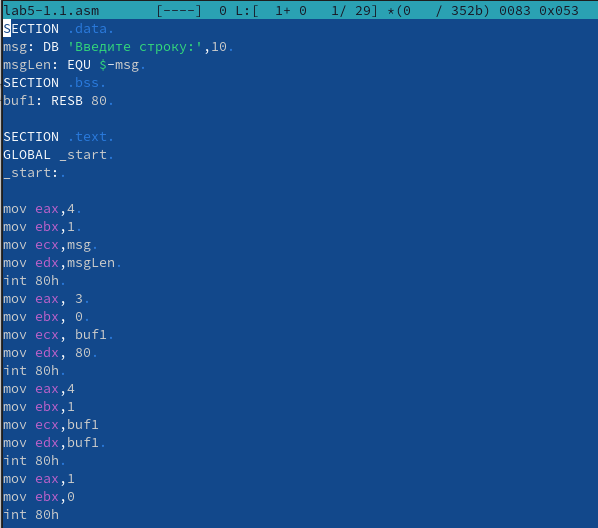 lab5-1.1.asm [----] 0 L:[ 1+ 0 1/ 29] *(0 / 352b) 0083 0x053
SECTION .data.
msg: DB 'Введите строку:',10.
msgLen: EQU $-msg.
SECTION .bss.
buf1: RESB 80.
SECTION .text.
GLOBAL _start.
_start:.
mov eax,4.
mov ebx,1.
mov ecx,msg.
mov edx,msgLen.
int 80h.
mov eax, 3.
mov ebx, 0.
mov ecx, buf1.
mov edx, 80.
int 80h.
mov eax,4
mov ebx,1
mov ecx,buf1
mov edx,buf1.
int 80h.
mov eax,1
mov ebx,0
int 80h